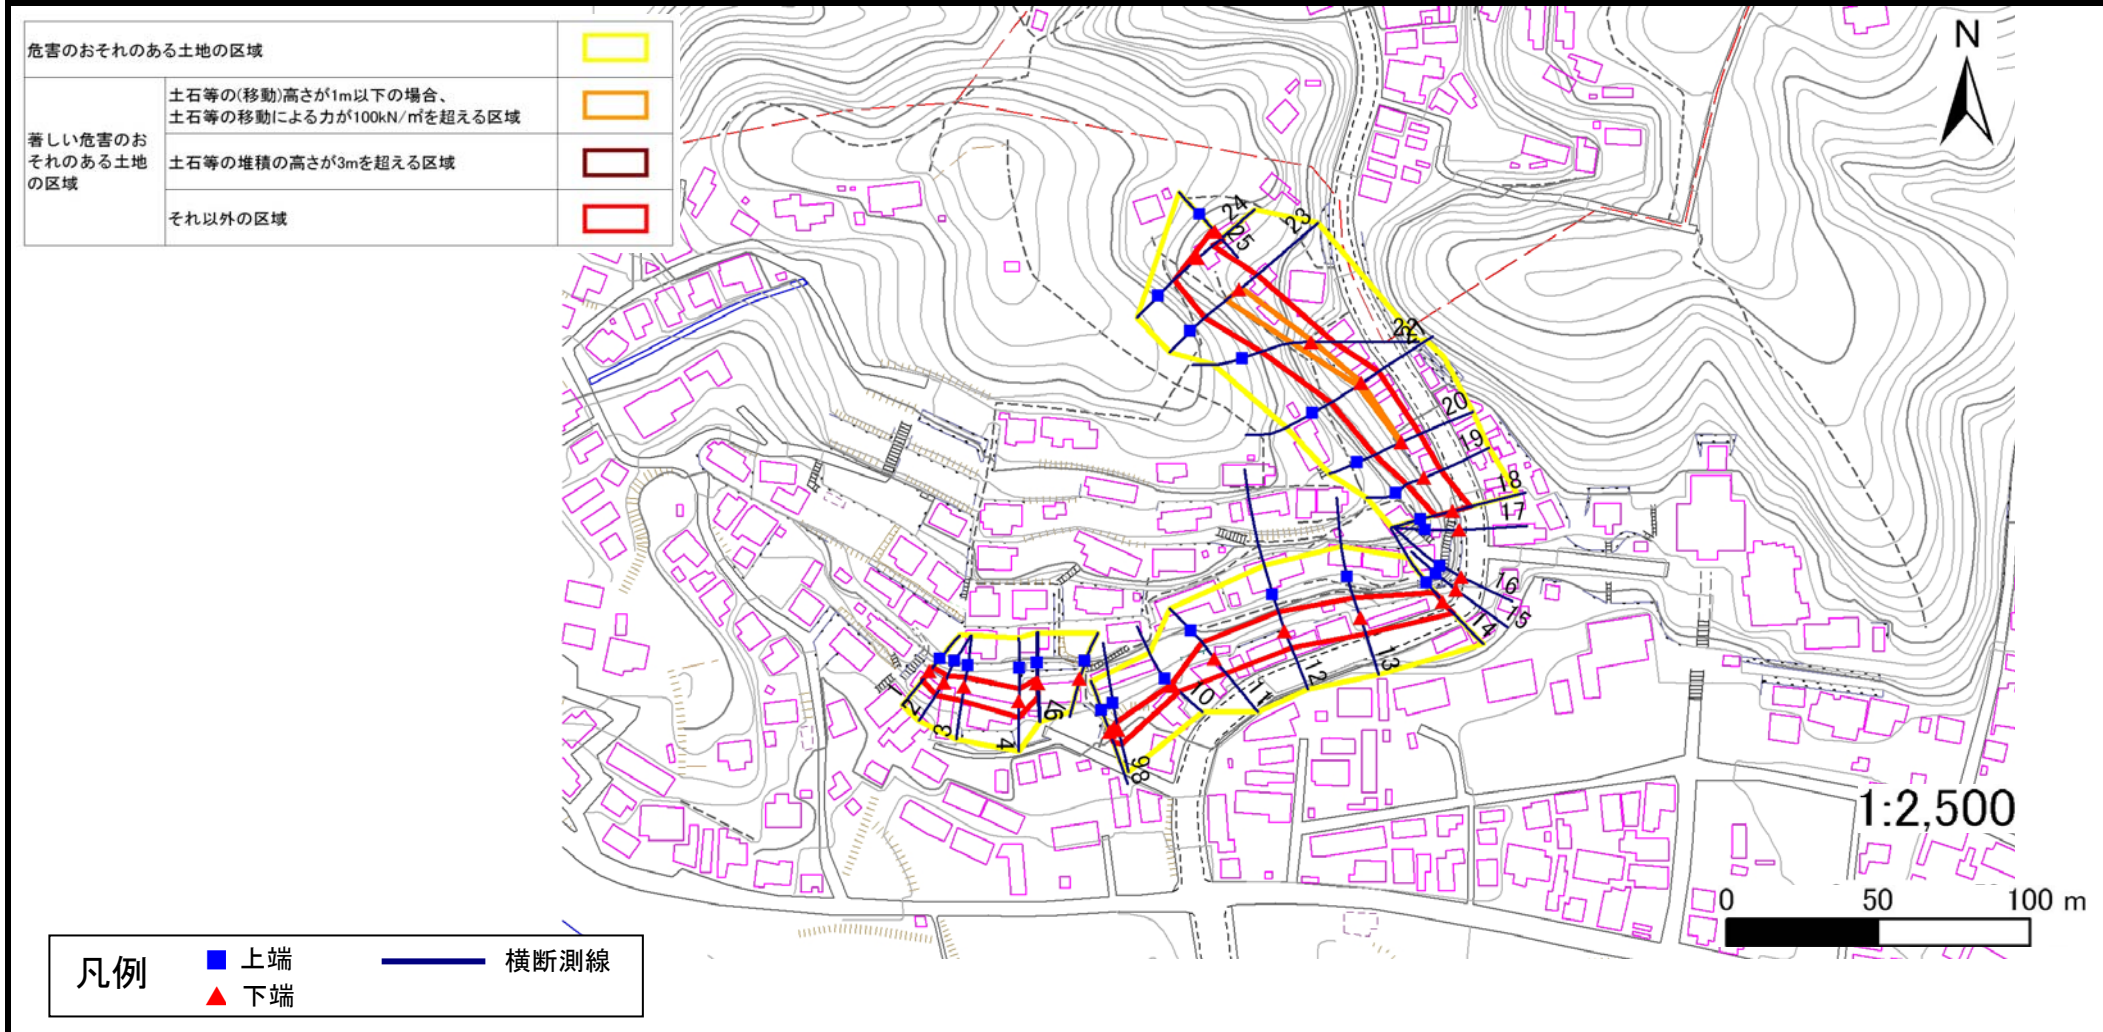 危害のおそれのある土地の区域
著しい危害のお
それのある土地
の区域
土石等の(移動)高さが1m以下の場合、
土石等の移動による力が100kN/㎡を超える区域
土石等の堆積の高さが3mを超える区域
それ以外の区域
N
24
25
23
22
20
19
18
17
16
15
14
13
12
11
10
9
8
7
6
4
3
2
1
1:2,500
0 50 100 m
凡例
上端
下端
横断測線